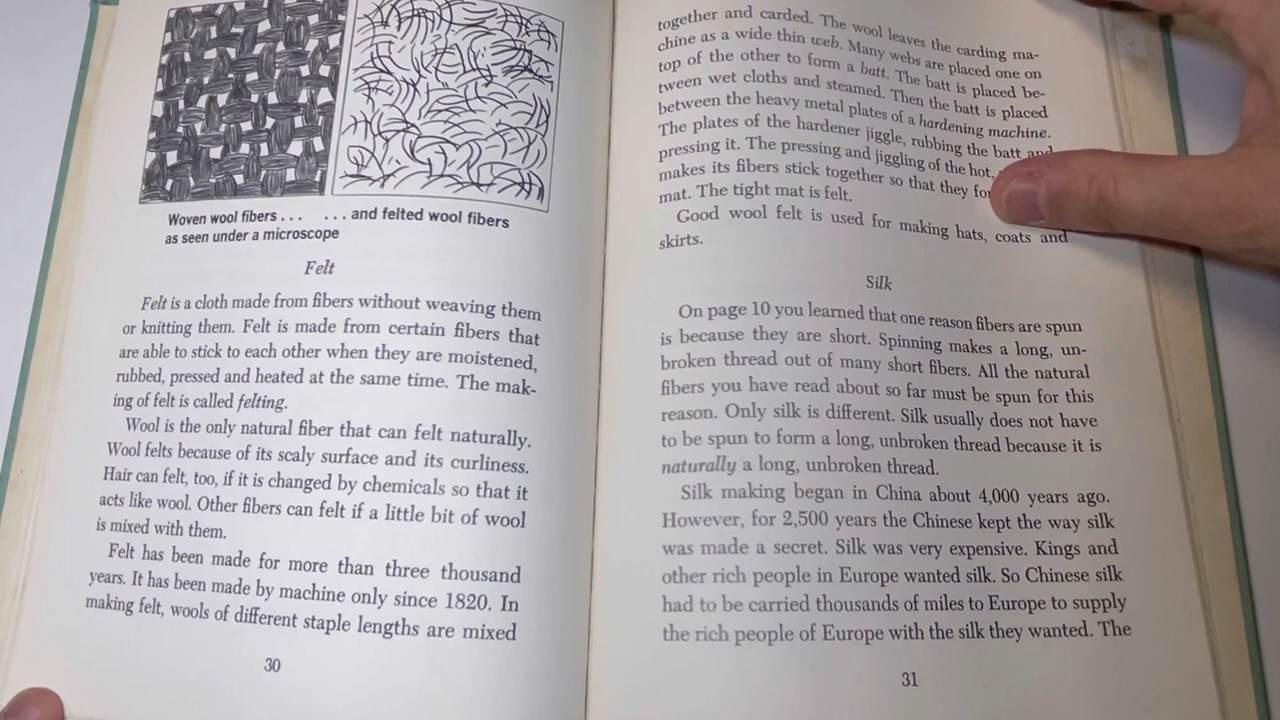 Woven wool fibers . . .
as seen under a microscope
. . . and felted wool fibers
Felt
Felt is a cloth made from fibers without weaving them
or knitting them. Felt is made from certain fibers that
are able to stick to each other when they are moistened,
rubbed, pressed and heated at the same time. The mak-
ing of felt is called felting.
Wool is the only natural fiber that can felt naturally.
Wool felts because of its scaly surface and its curliness.
Hair can felt, too, if it is changed by chemicals so that it
acts like wool. Other fibers can felt if a little bit of wool
is mixed with them.
Felt has been made for more than three thousand
years. It has been made by machine only since 1820. In
making felt, wools of different staple lengths are mixed
30
together and carded. The wool leaves the carding ma-
chine as a wide thin web. Many webs are placed one on
top of the other to form a batt. The batt is placed be-
tween wet cloths and steamed. Then the batt is placed
between the heavy metal plates of a hardening machine.
The plates of the hardener jiggle, rubbing the batt and
pressing it. The pressing and jiggling of the hot,
makes its fibers stick together so that they
mat. The tight mat is felt.
Good wool felt is used for making hats, coats and
skirts.
Silk
On page 10 you learned that one reason fibers are spun
is because they are short. Spinning makes a long, un-
broken thread out of many short fibers. All the natural
fibers you have read about so far must be spun for this
reason. Only silk is different. Silk usually does not have
to be spun to form a long, unbroken thread because it is
naturally a long, unbroken thread.
Silk making began in China about 4,000 years ago.
However, for 2,500 years the Chinese kept the way silk
was made a secret. Silk was very expensive. Kings and
other rich people in Europe wanted silk. So Chinese silk
had to be carried thousands of miles to Europe to supply
the rich people of Europe with the silk they wanted. The
31